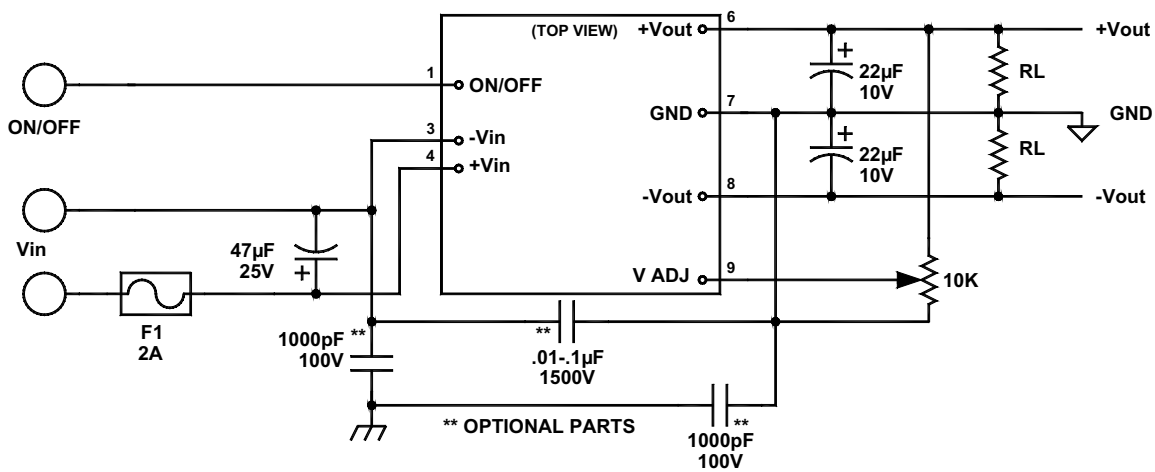 (TOP VIEW)
+Vout
6
+Vout
1
ON/OFF
ON/OFF
+
22µF
10V
RL
GND
7
GND
3
-Vin
4
+Vin
+
22µF
10V
RL
-Vout
8
-Vout
Vin
47µF
25V
+
V ADJ
9
10K
F1
2A
1000pF **
100V
**
.01-.1µF
1500V
** OPTIONAL PARTS
**
1000pF
100V